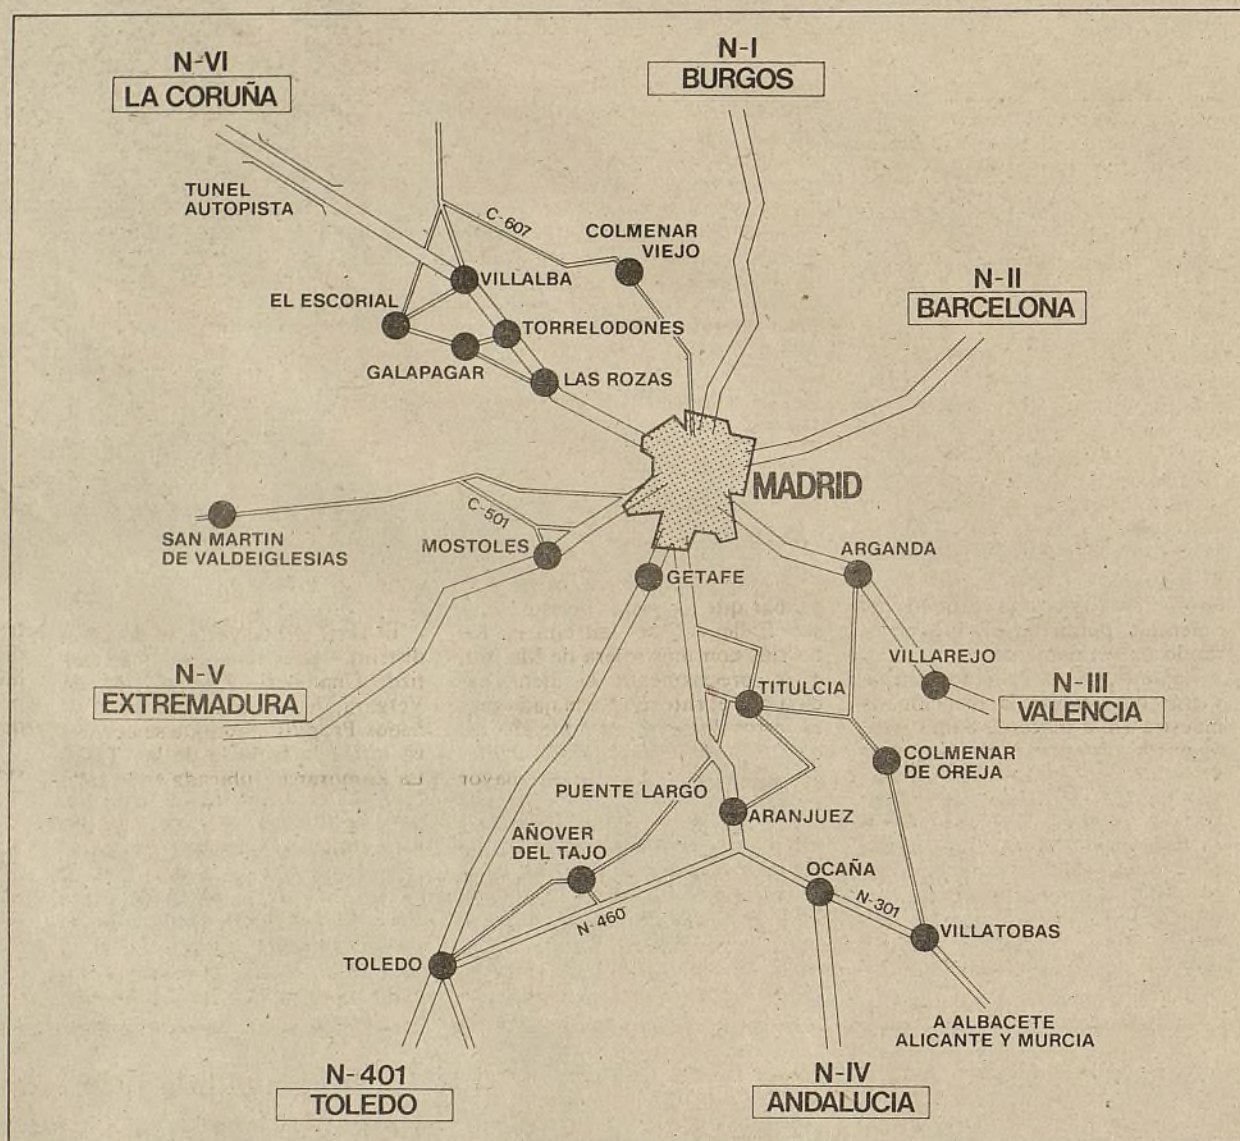 N-VI
LA CORUÑA
N-I
BURGOS
TUNEL
AUTOPISTA
C-607
COLMENAR
VIEJO
N-II
BARCELONA
VILLALBA
EL ESCORIAL
TORRELODONES
GALAPAGAR
LAS ROZAS
MADRID
C-501
SAN MARTIN
DE VALDEIGLESIAS
MOSTOLES
GETAFE
ARGANDA
VILLAREJO
N-V
EXTREMADURA
TITULCIA
N-III
VALENCIA
COLMENAR
DE OREJA
PUENTE LARGO
ARANJUEZ
AÑOVER
DEL TAJO
OCAÑA
N-301
N-460
VILLATOBAS
TOLEDO
A ALBACETE
ALICANTE Y MURCIA
N-401
TOLEDO
N-IV
ANDALUCIA